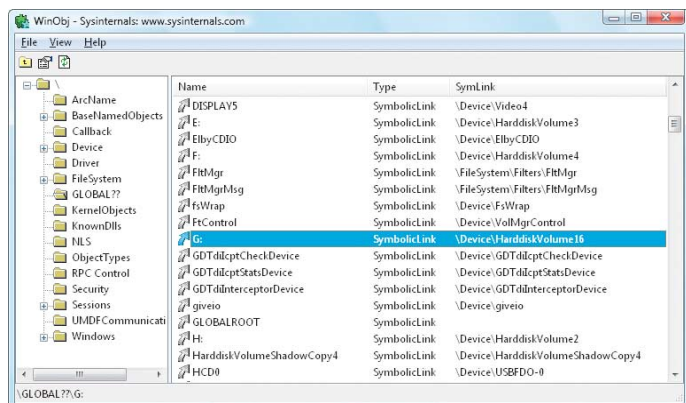 WinObj - Sysinternals: www.sysinternals.com
File View Help
\
ArcName
BaseNamedObjects
Callback
Device
Driver
FileSystem
GLOBAL??
KernelObjects
KnownDlls
NLS
ObjectTypes
RPC Control
Security
Sessions
UMDFCommunicati
Windows
Name Type SymLink
DISPLAY5 SymbolicLink \Device\Video4
E: SymbolicLink \Device\HarddiskVolume3
ElbyCDIO SymbolicLink \Device\ElbyCDIO
F: SymbolicLink \Device\HarddiskVolume4
FltMgr SymbolicLink \FileSystem\Filters\FltMgr
FltMgrMsg SymbolicLink \FileSystem\Filters\FltMgrMsg
fsWrap SymbolicLink \Device\FsWrap
FtControl SymbolicLink \Device\VolMgrControl
G: SymbolicLink \Device\HarddiskVolume16
GDTdiIcptCheckDevice SymbolicLink \Device\GDTdiIcptCheckDevice
GDTdiIcptStatsDevice SymbolicLink \Device\GDTdiIcptStatsDevice
GDTdiInterceptorDevice SymbolicLink \Device\GDTdiInterceptorDevice
giveio SymbolicLink \Device\giveio
GLOBALROOT SymbolicLink
H: SymbolicLink \Device\HarddiskVolume2
HarddiskVolumeShadowCopy4 SymbolicLink \Device\HarddiskVolumeShadowCopy4
HCD0 SymbolicLink \Device\USBFDO-0
\GLOBAL??\G: